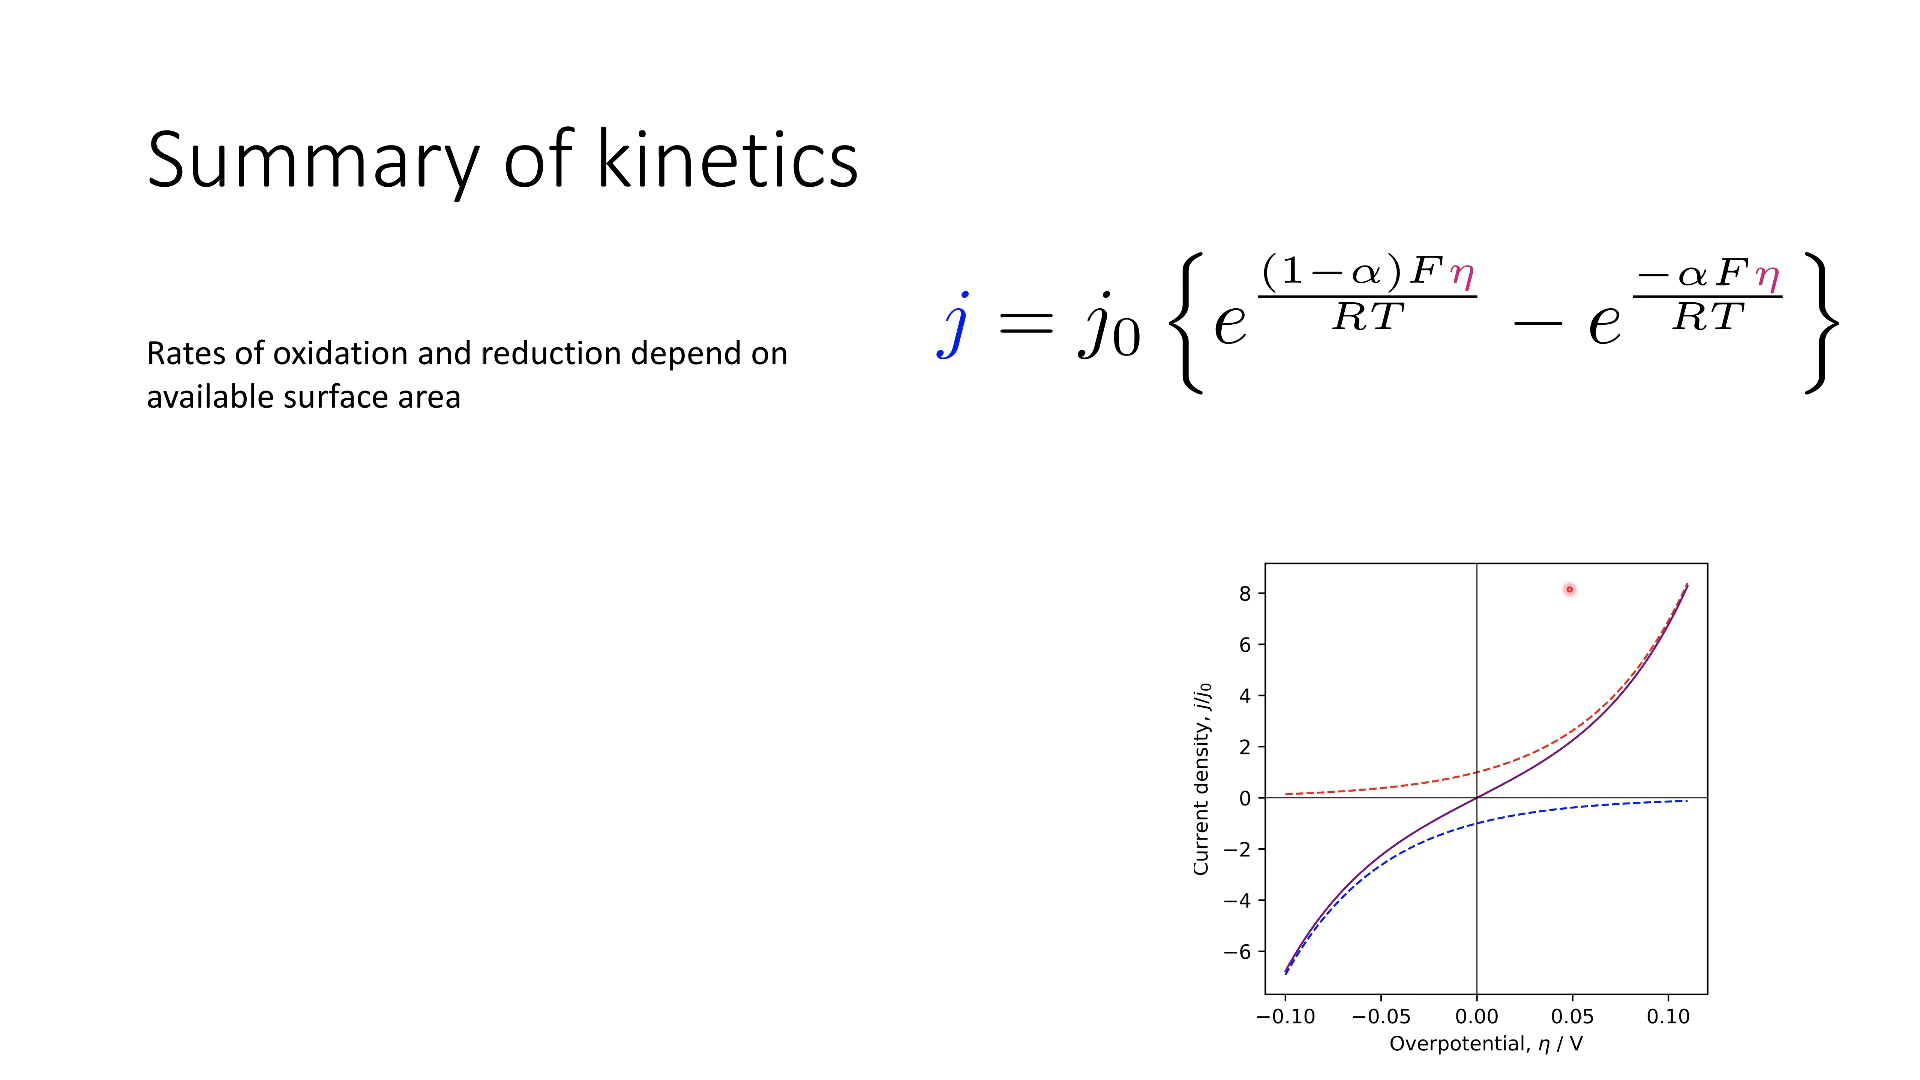 Summary of kinetics
j = j₀ { e^{(1−α)Fη / RT} − e^{−αFη / RT} }
Rates of oxidation and reduction depend on
available surface area
Current density, j/j₀
8
6
4
2
0
−2
−4
−6
−0.10 −0.05 0.00 0.05 0.10
Overpotential, η / V